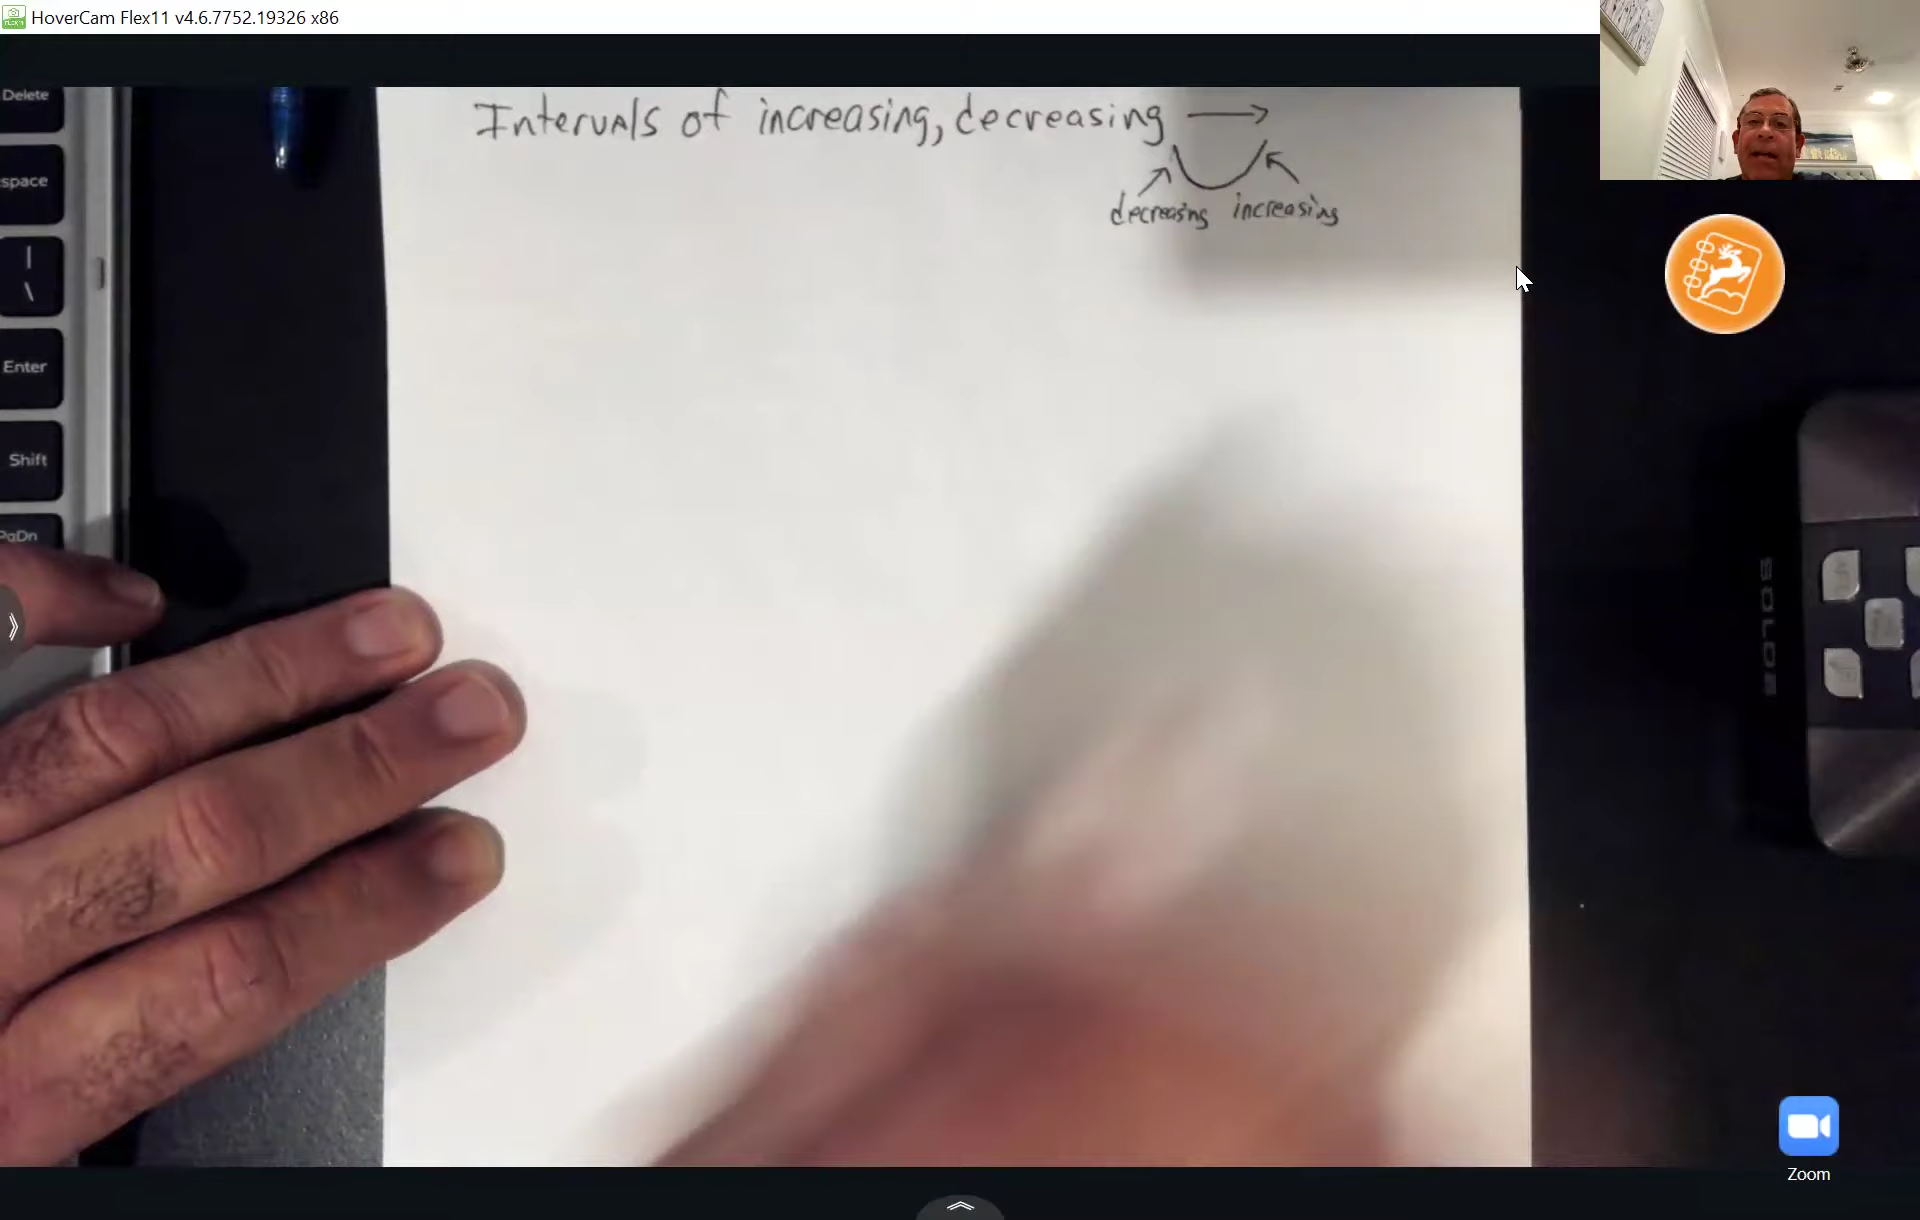 HoverCam Flex11 v4.6.7752.19326 x86
Delete
Intervals of increasing, decreasing
space
decreasing increasing
|
\
Enter
Shift
PgDn
Zoom